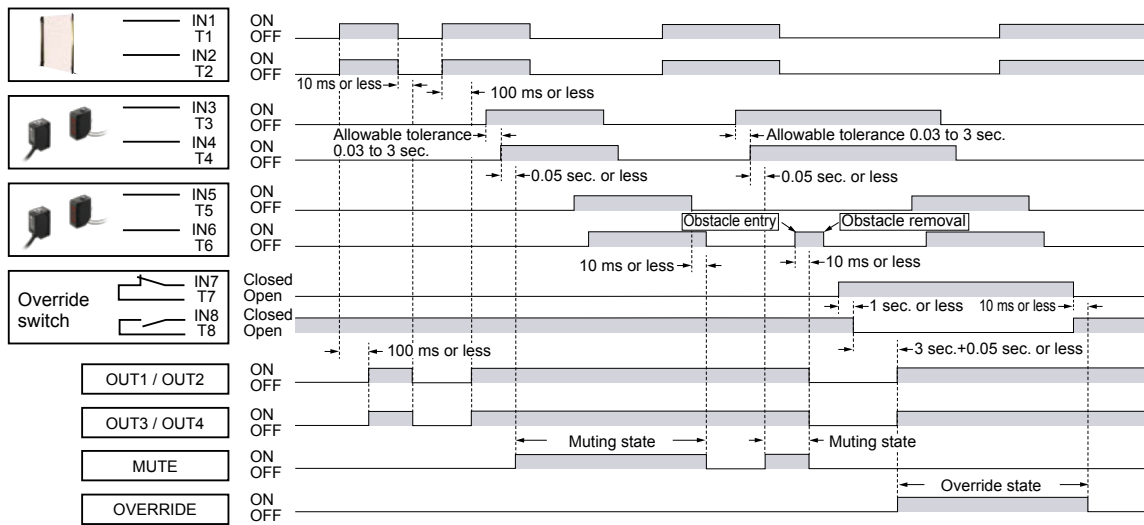 IN1
T1
ON
OFF
IN2
T2
ON
OFF
10 ms or less
100 ms or less
IN3
T3
ON
OFF
IN4
T4
ON
OFF
Allowable tolerance
0.03 to 3 sec.
Allowable tolerance 0.03 to 3 sec.
0.05 sec. or less
0.05 sec. or less
IN5
T5
ON
OFF
IN6
T6
ON
OFF
Obstacle entry
Obstacle removal
10 ms or less
10 ms or less
Override
switch
IN7
T7
Closed
Open
IN8
T8
Closed
Open
1 sec. or less
10 ms or less
100 ms or less
3 sec.+0.05 sec. or less
OUT1 / OUT2
ON
OFF
OUT3 / OUT4
ON
OFF
Muting state
Muting state
MUTE
ON
OFF
Override state
OVERRIDE
ON
OFF